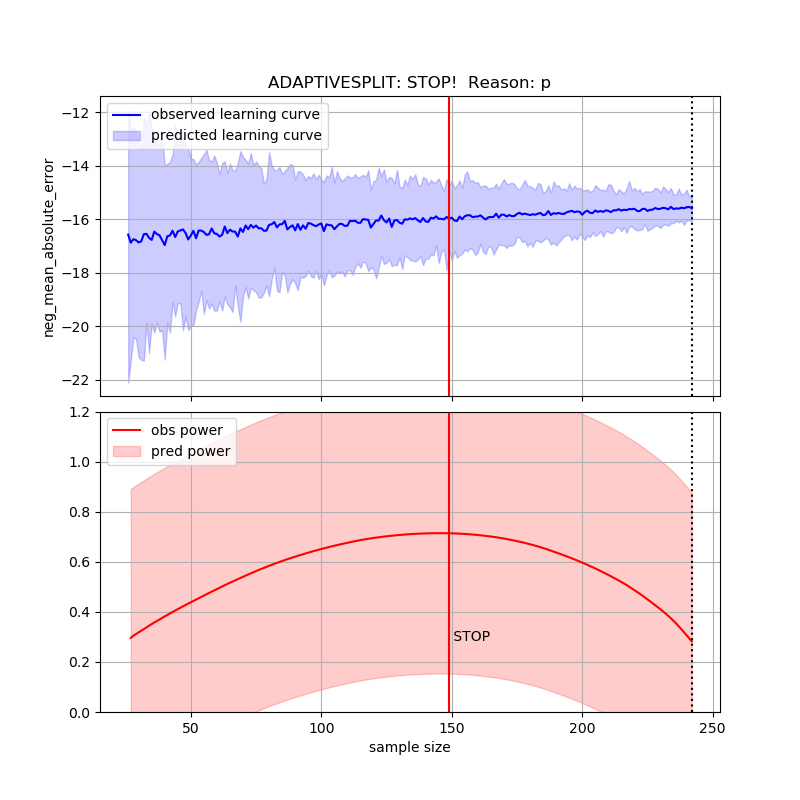 ADAPTIVESPLIT: STOP!  Reason: p
observed learning curve
predicted learning curve
neg_mean_absolute_error
−12
−14
−16
−18
−20
−22
obs power
pred power
STOP
1.2
1.0
0.8
0.6
0.4
0.2
0.0
50 100 150 200 250
sample size